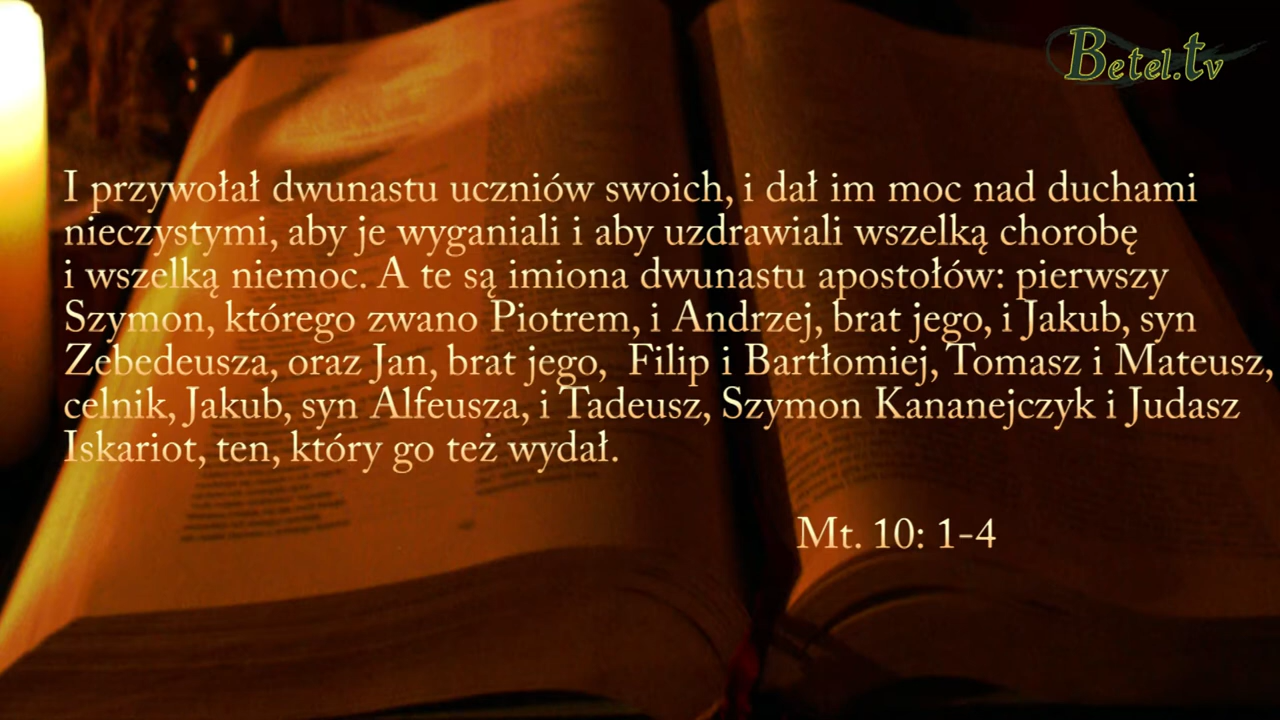 Betel.tv
I przywołał dwunastu uczniów swoich, i dał im moc nad duchami
nieczystymi, aby je wyganiali i aby uzdrawiali wszelką chorobę
i wszelką niemoc. A te są imiona dwunastu apostołów: pierwszy
Szymon, którego zwano Piotrem, i Andrzej, brat jego, i Jakub, syn
Zebedeusza, oraz Jan, brat jego, Filip i Bartłomiej, Tomasz i Mateusz,
celnik, Jakub, syn Alfeusza, i Tadeusz, Szymon Kananejczyk i Judasz
Iskariot, ten, który go też wydał.
Mt. 10: 1-4